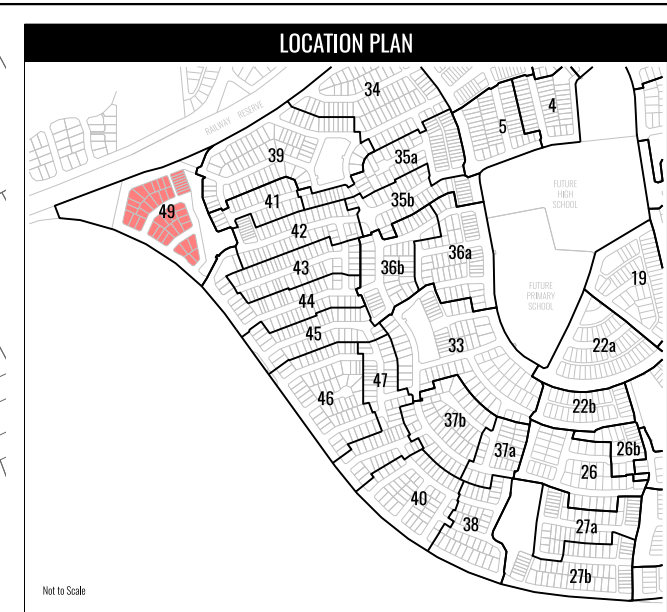 LOCATION PLAN
34
4
5
RAILWAY RESERVE
39
35a
FUTURE
HIGH
SCHOOL
41
35b
49
42
36a
43
36b
19
44
FUTURE
PRIMARY
SCHOOL
45
33
22a
47
46
22b
37b
37a
26b
26
40
38
27a
27b
Not to Scale